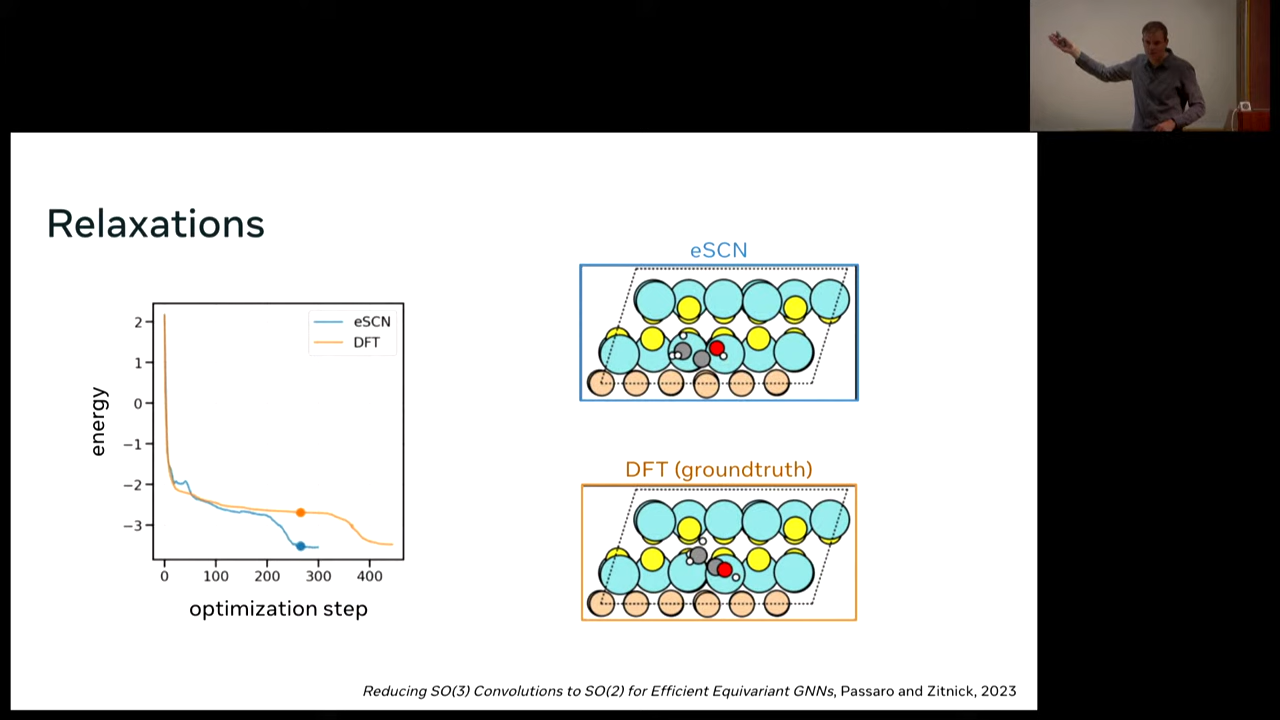 Relaxations
eSCN
2
1
0
−1
−2
−3
energy
eSCN
DFT
0 100 200 300 400
optimization step
DFT (groundtruth)
Reducing SO(3) Convolutions to SO(2) for Efficient Equivariant GNNs, Passaro and Zitnick, 2023